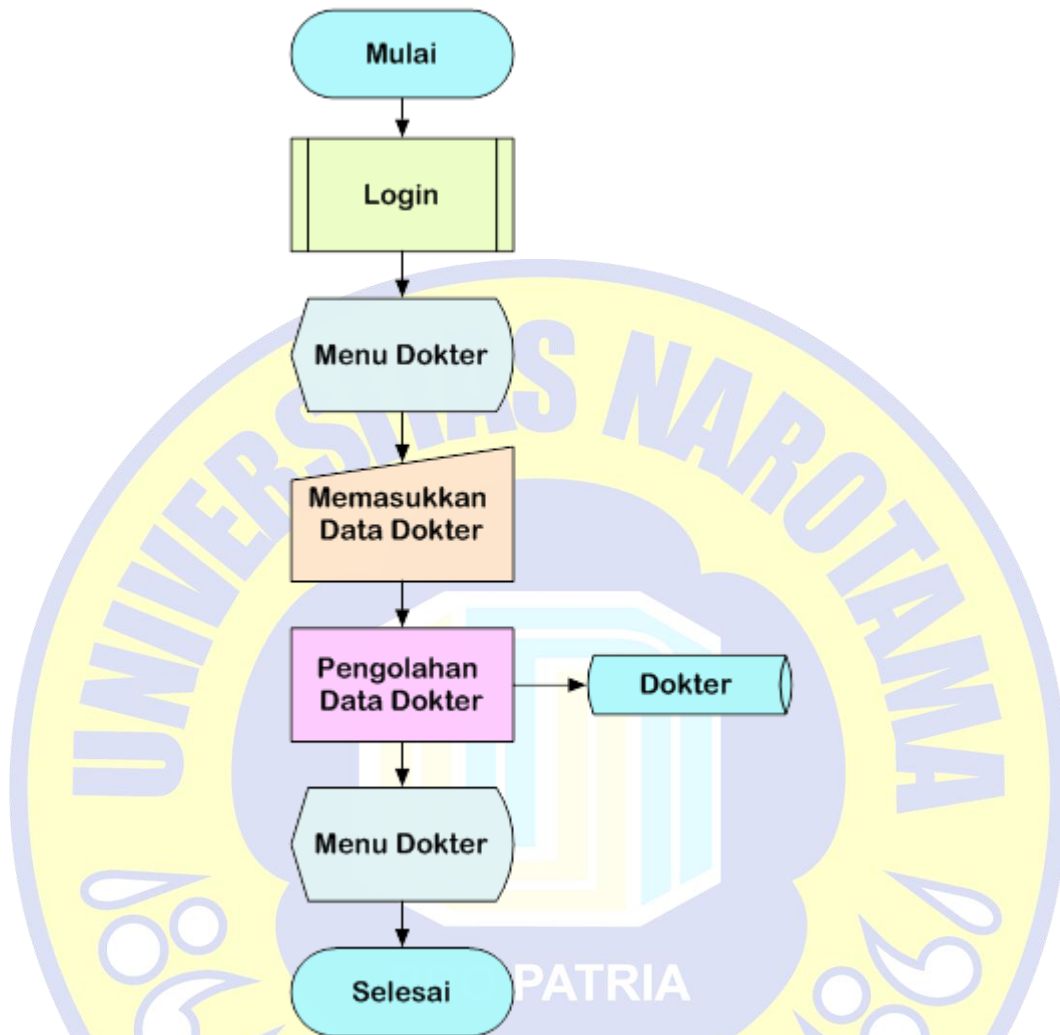 Mulai
Login
Menu Dokter
UNIVERSITAS NAROTAMA
Memasukkan
Data Dokter
Pengolahan
Data Dokter
Dokter
Menu Dokter
Selesai
PATRIA